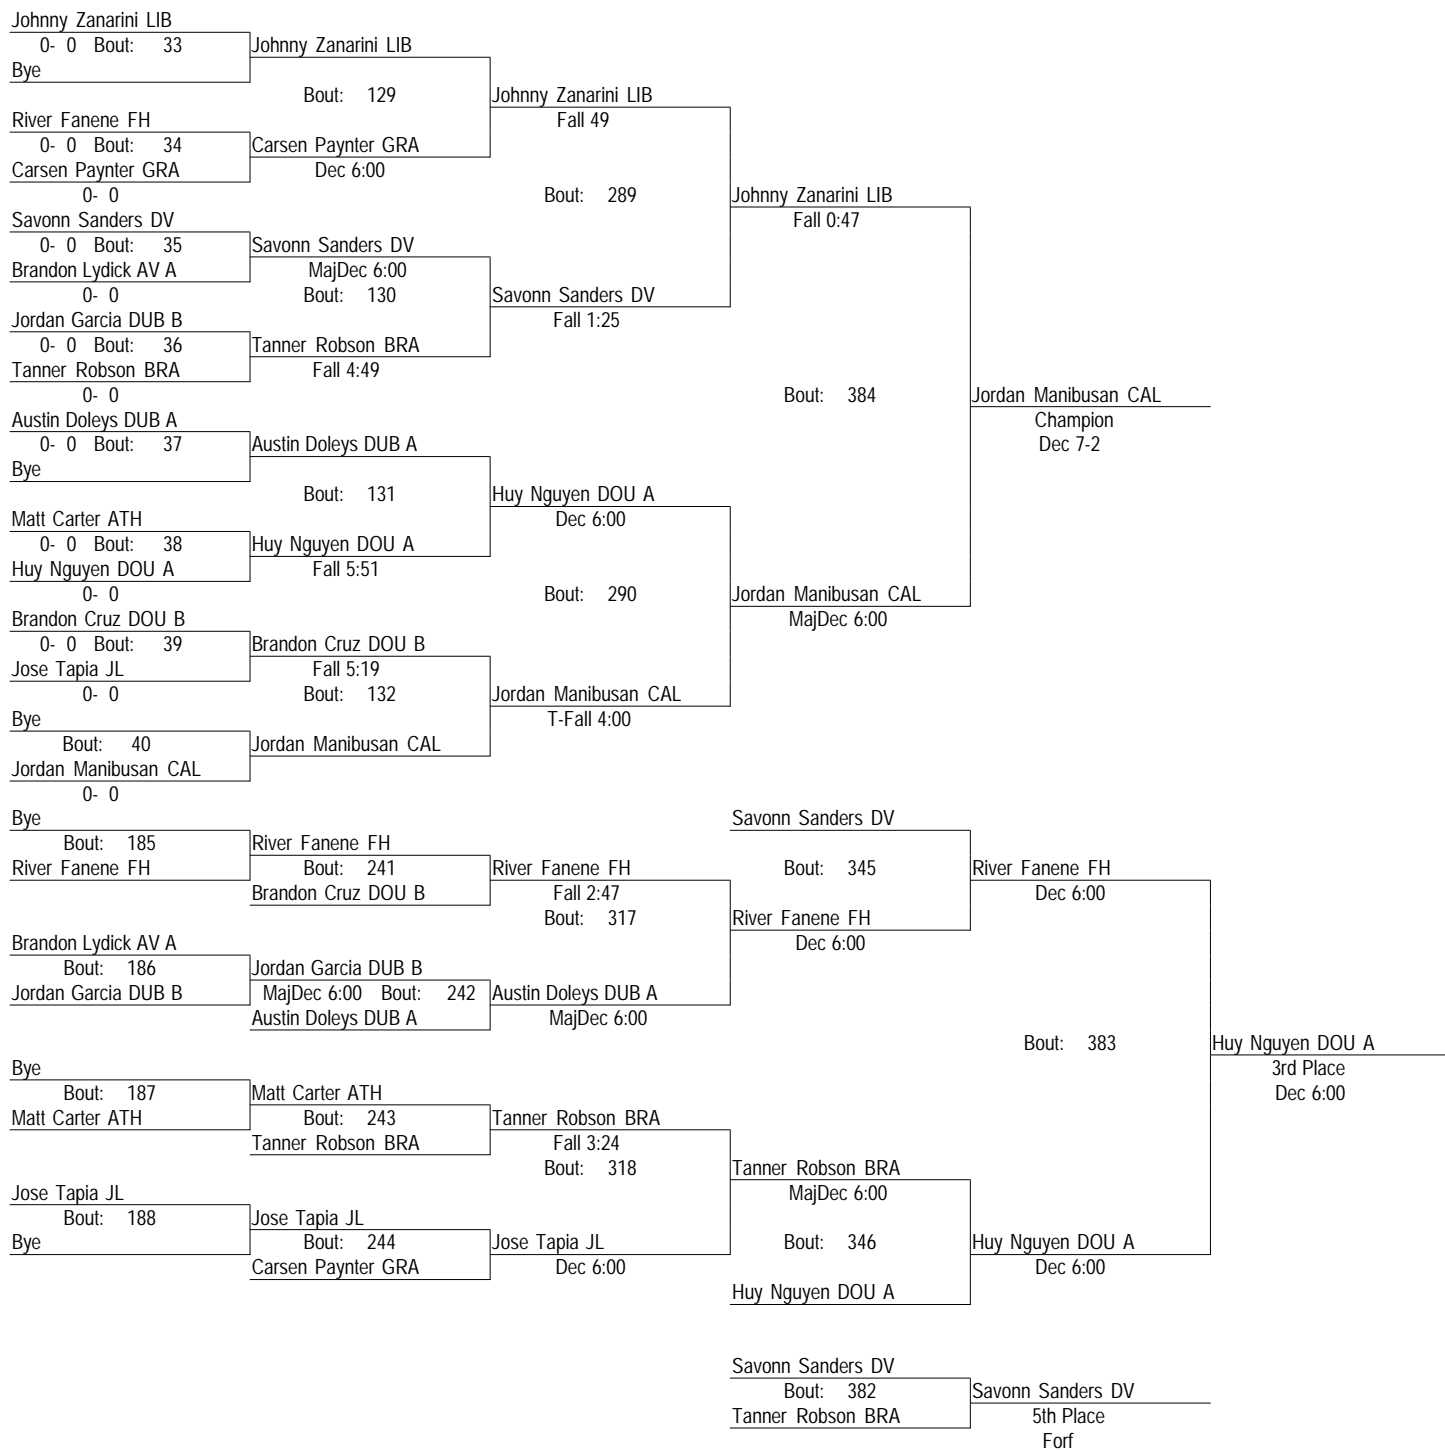 Johnny Zanarini LIB
0- 0 Bout: 33 Johnny Zanarini LIB
Bye
Bout: 129 Johnny Zanarini LIB
River Fanene FH Fall 49
0- 0 Bout: 34 Carsen Paynter GRA
Carsen Paynter GRA Dec 6:00
0- 0 Bout: 289 Johnny Zanarini LIB
Savonn Sanders DV Fall 0:47
0- 0 Bout: 35 Savonn Sanders DV
Brandon Lydick AV A MajDec 6:00
0- 0 Bout: 130 Savonn Sanders DV
Jordan Garcia DUB B Fall 1:25
0- 0 Bout: 36 Tanner Robson BRA
Tanner Robson BRA Fall 4:49
0- 0 Bout: 384 Jordan Manibusan CAL
Austin Doleys DUB A Champion
0- 0 Bout: 37 Austin Doleys DUB A Dec 7-2
Bye
Bout: 131 Huy Nguyen DOU A
Matt Carter ATH Dec 6:00
0- 0 Bout: 38 Huy Nguyen DOU A
Huy Nguyen DOU A Fall 5:51
0- 0 Bout: 290 Jordan Manibusan CAL
Brandon Cruz DOU B MajDec 6:00
0- 0 Bout: 39 Brandon Cruz DOU B
Jose Tapia JL Fall 5:19
0- 0 Bout: 132 Jordan Manibusan CAL
Bye T-Fall 4:00
Bout: 40 Jordan Manibusan CAL
Jordan Manibusan CAL
0- 0
Bye Savonn Sanders DV
Bout: 185 River Fanene FH
River Fanene FH Bout: 241 River Fanene FH Bout: 345 River Fanene FH
Brandon Cruz DOU B Fall 2:47 Dec 6:00
Bout: 317 River Fanene FH
Brandon Lydick AV A Dec 6:00
Bout: 186 Jordan Garcia DUB B
Jordan Garcia DUB B MajDec 6:00 Bout: 242 Austin Doleys DUB A
Austin Doleys DUB A MajDec 6:00
Bout: 383 Huy Nguyen DOU A
Bye 3rd Place
Bout: 187 Matt Carter ATH Dec 6:00
Matt Carter ATH Bout: 243 Tanner Robson BRA
Tanner Robson BRA Fall 3:24
Bout: 318 Tanner Robson BRA
Jose Tapia JL MajDec 6:00
Bout: 188 Jose Tapia JL
Bye Bout: 244 Jose Tapia JL Bout: 346 Huy Nguyen DOU A
Carsen Paynter GRA Dec 6:00 Dec 6:00
Huy Nguyen DOU A
Savonn Sanders DV
Bout: 382 Savonn Sanders DV
Tanner Robson BRA 5th Place
Forf